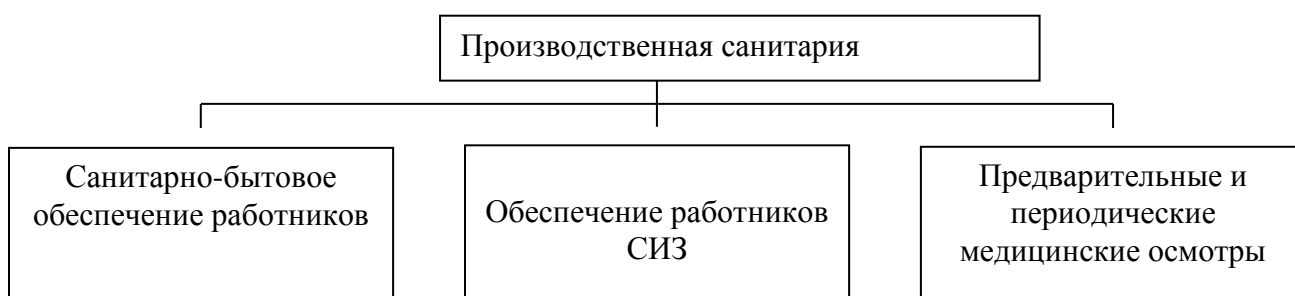 Производственная санитария
Санитарно-бытовое
обеспечение работников
Обеспечение работников
СИЗ
Предварительные и
периодические
медицинские осмотры